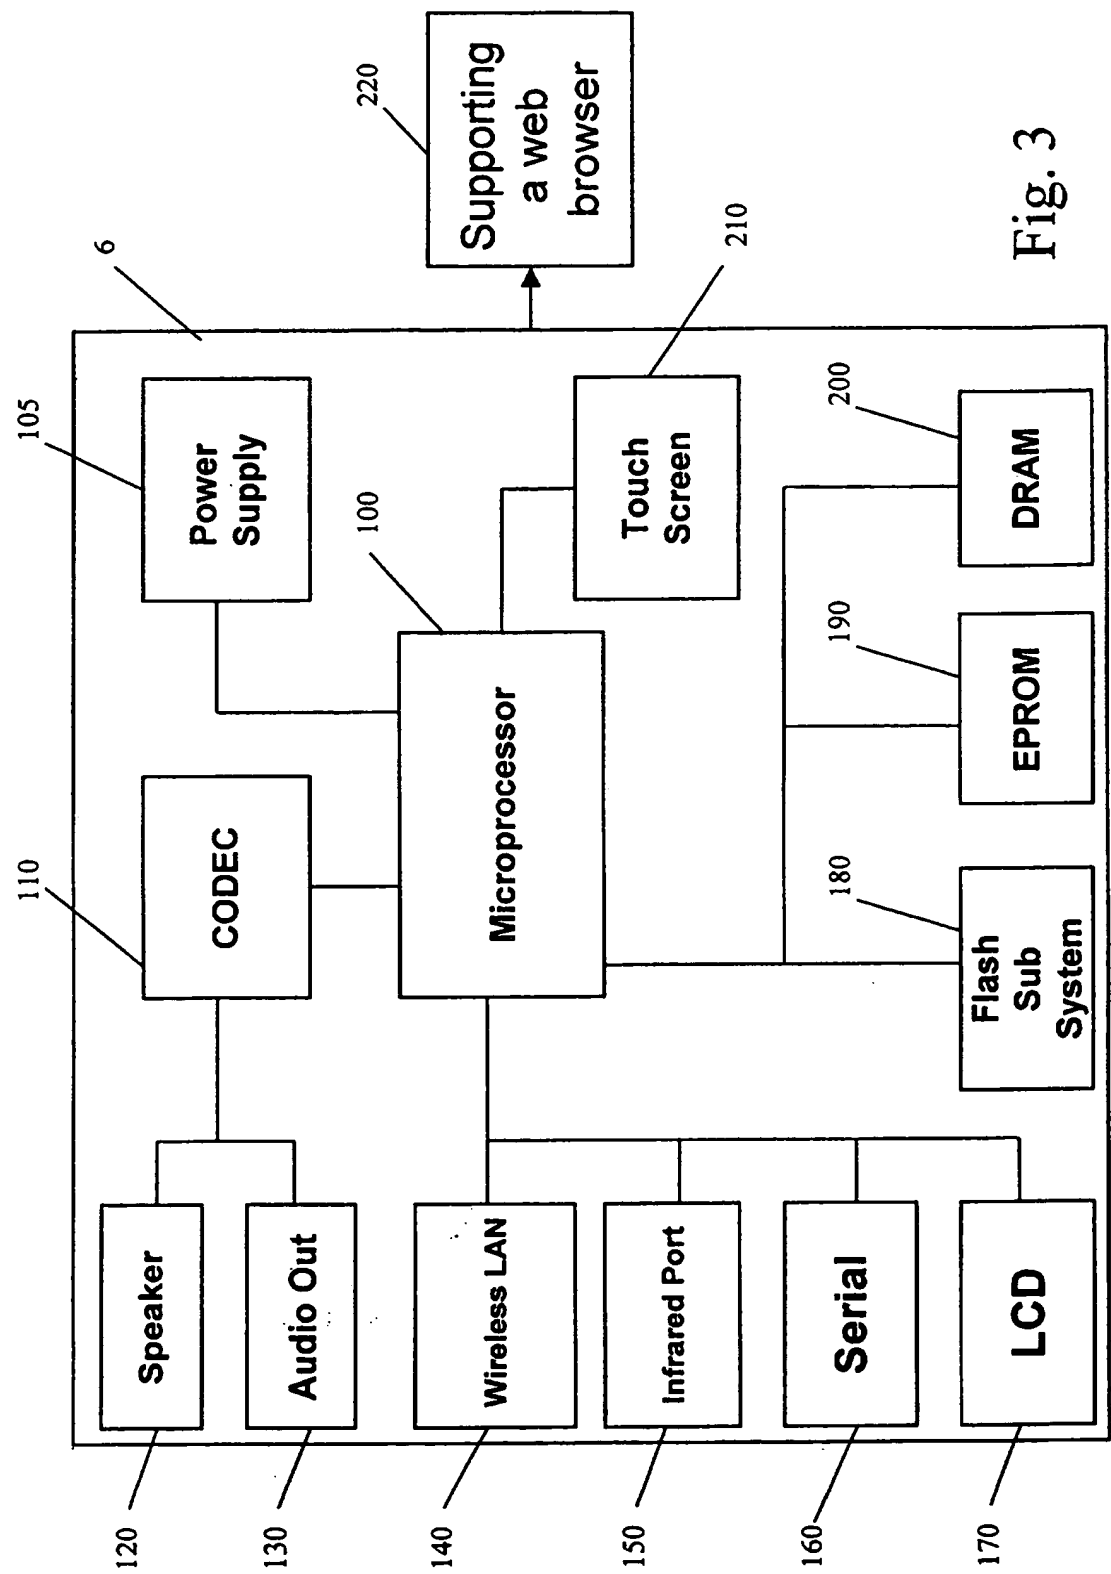 120
Speaker
110
CODEC
105
Power
Supply
6
130
Audio Out
140
Wireless LAN
Microprocessor
100
220
Supporting
a web
browser
150
Infrared Port
Touch
Screen
210
160
Serial
180
Flash
Sub
System
190
EPROM
200
DRAM
170
LCD
Fig. 3